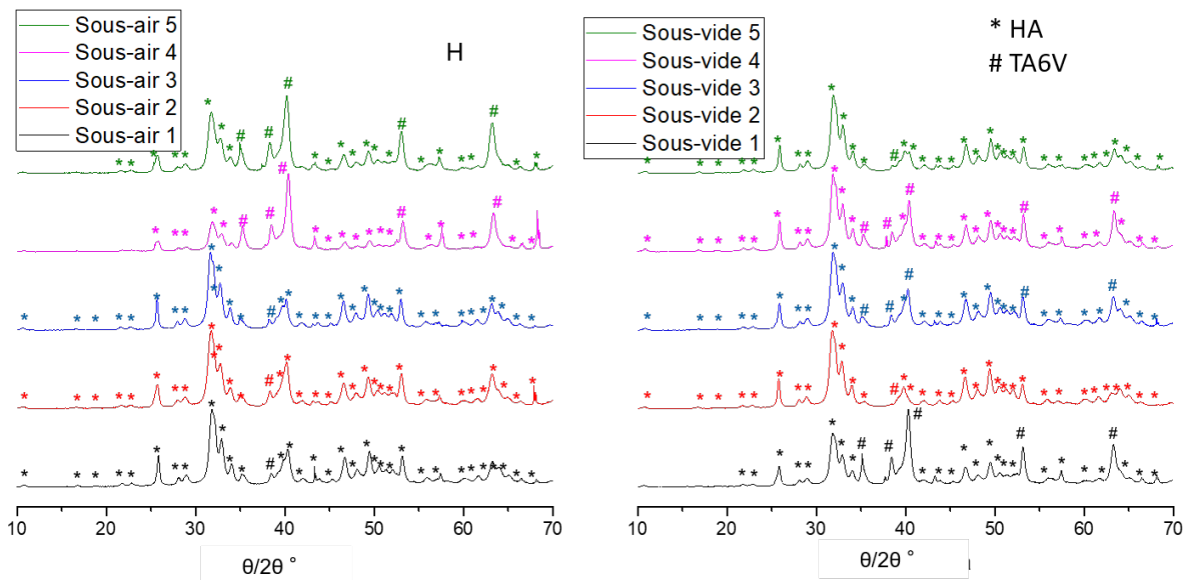 Sous-air 5
Sous-air 4
Sous-air 3
Sous-air 2
Sous-air 1
H
10 20 30 40 50 60 70
θ/2θ °
Sous-vide 5
Sous-vide 4
Sous-vide 3
Sous-vide 2
Sous-vide 1
* HA
# TA6V
10 20 30 40 50 60 70
θ/2θ °